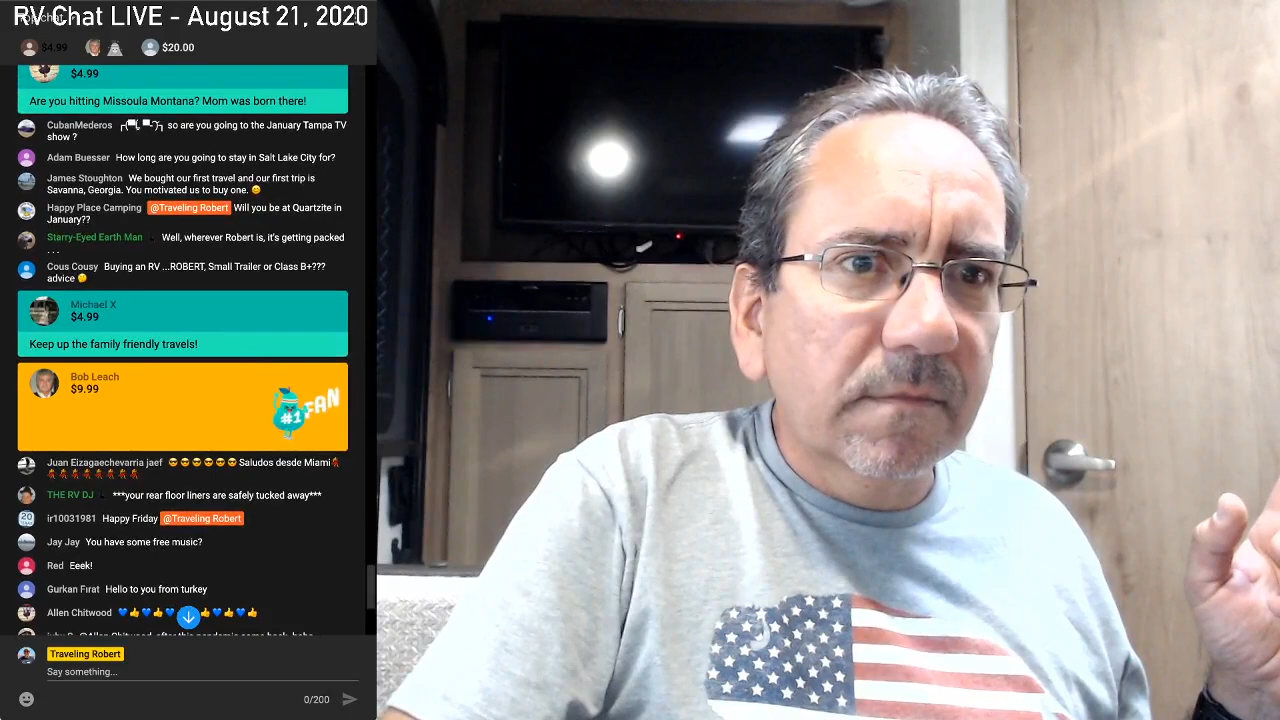 RV Chat LIVE - August 21, 2020
$4.99
$20.00
$4.99
Are you hitting Missoula Montana? Mom was born there!
CubanMederos so are you going to the January Tampa TV
show ?
Adam Buesser How long are you going to stay in Salt Lake City for?
James Stoughton We bought our first travel and our first trip is
Savanna, Georgia. You motivated us to buy one. 😊
Happy Place Camping @Traveling Robert Will you be at Quartzite in
January??
Starry-Eyed Earth Man Well, wherever Robert is, it's getting packed
...
Cous Cousy Buying an RV ...ROBERT, Small Trailer or Class B+???
advice
Michael X
$4.99
Keep up the family friendly travels!
Bob Leach
$9.99
#1 FAN
Juan Eizagaechevarria jaef 😎😎😎😎😎😎 Saludos desde Miami💃
💃💃💃💃💃💃💃💃
THE RV DJ ***your rear floor liners are safely tucked away***
ir10031981 Happy Friday @Traveling Robert
Jay Jay You have some free music?
Red Eeek!
Gurkan Fırat Hello to you from turkey
Allen Chitwood 💙👍💙👍💙👍💙👍💙👍
Traveling Robert
Say something...
0/200